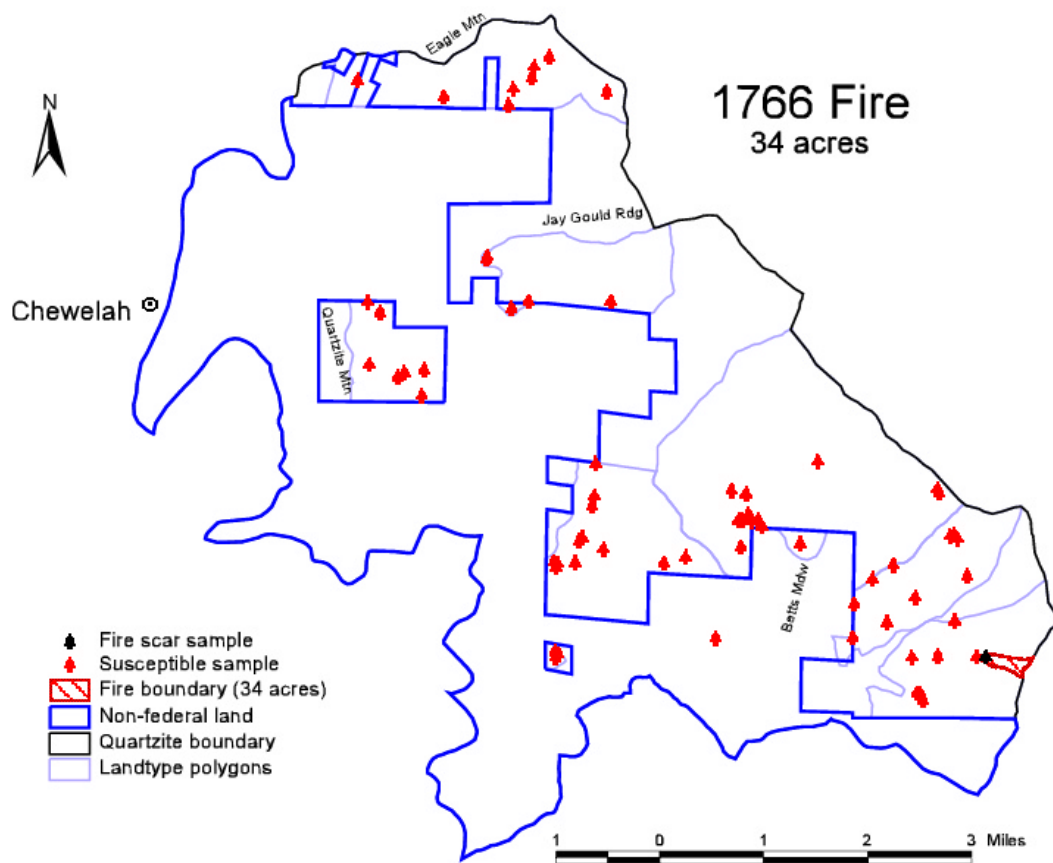 Eagle Mtn
1766 Fire
34 acres
N
Jay Gould Rdg
Chewelah
Quartzite Mtn
Betts Mdw
Fire scar sample
Susceptible sample
Fire boundary (34 acres)
Non-federal land
Quartzite boundary
Landtype polygons
1 0 1 2 3 Miles